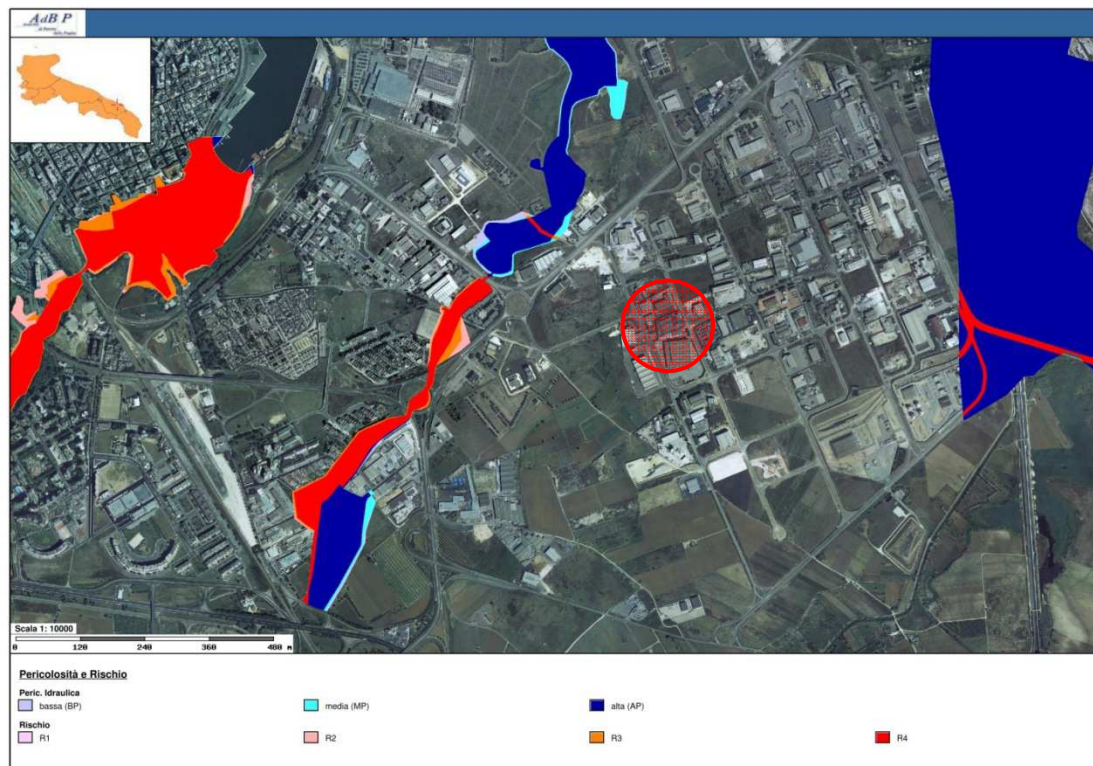 AdB P
Scala 1: 10000
0 120 240 360 480 m
Pericolosità e Rischio
Peric. Idraulica
bassa (BP) media (MP) alta (AP)
Rischio
R1 R2 R3 R4